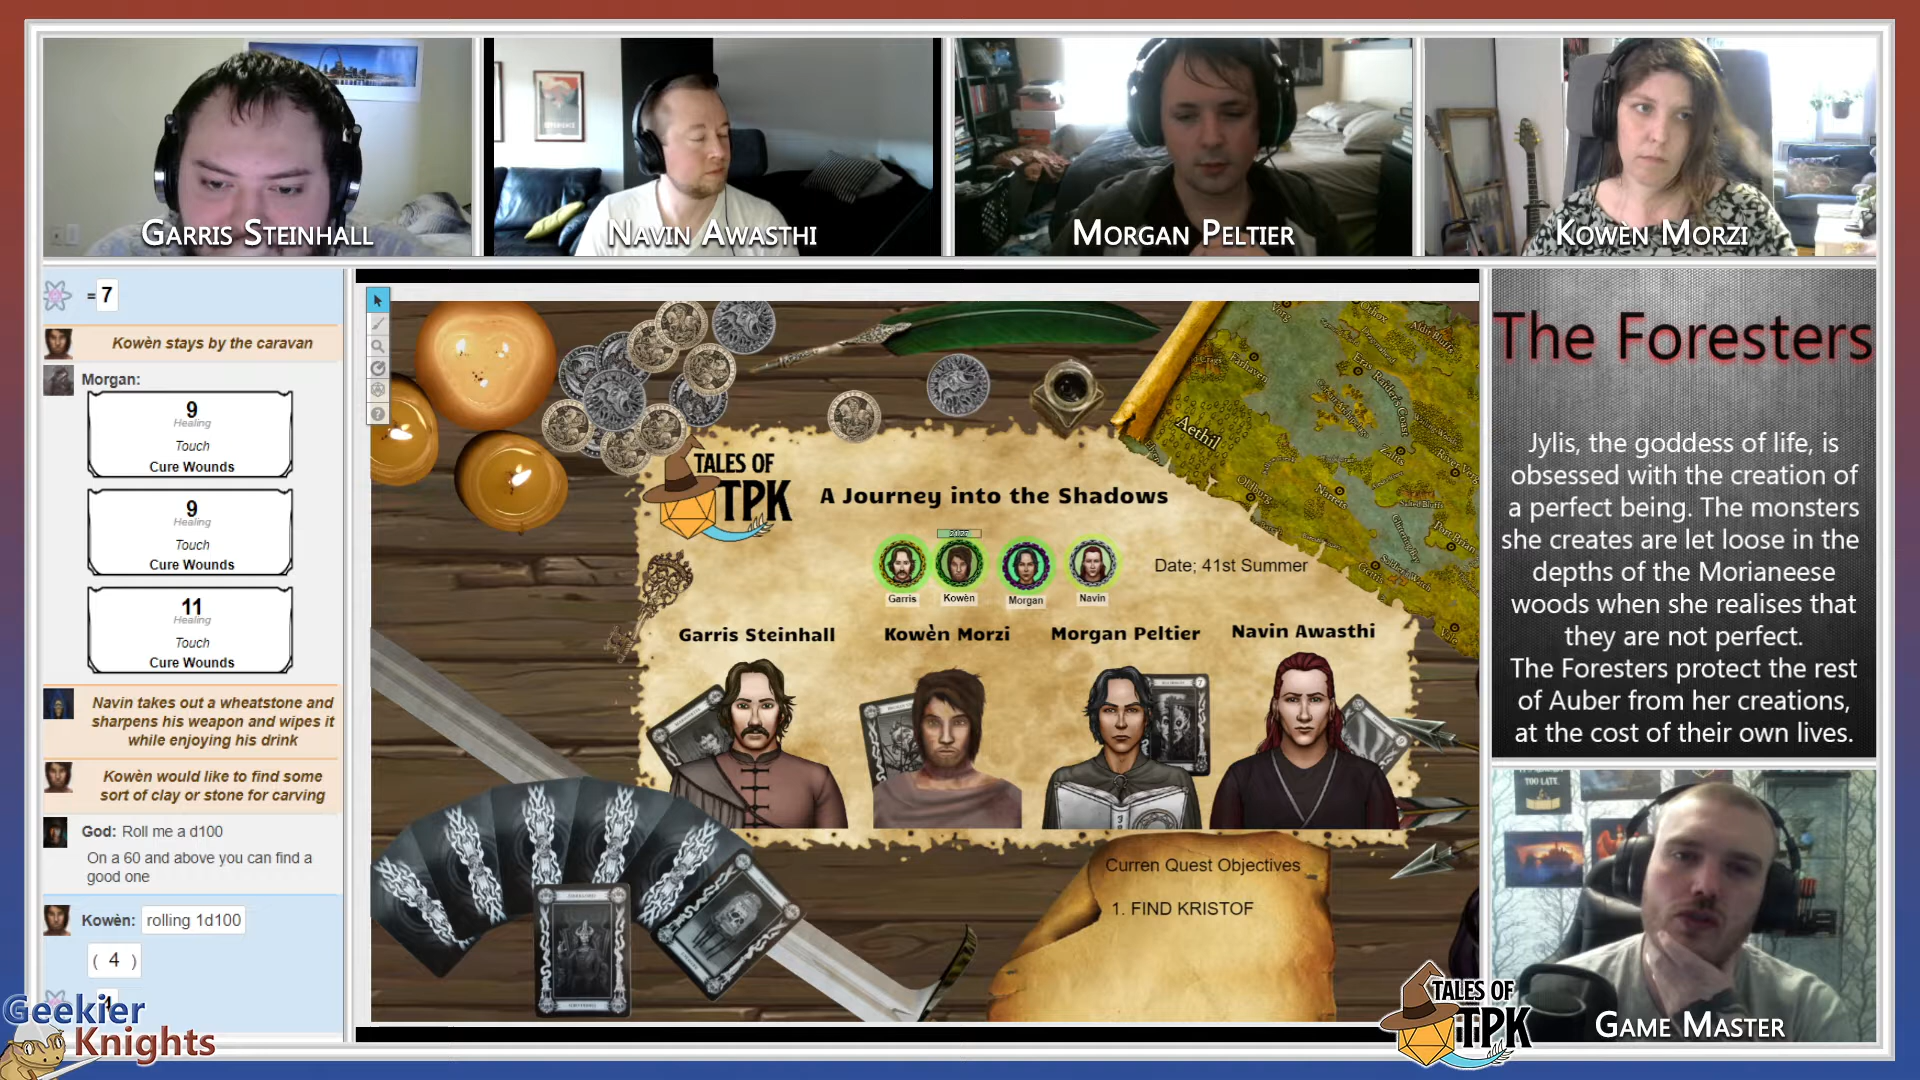 GARRIS STEINHALL
NAVIN AWASTHI
MORGAN PELTIER
KOWÈN MORZI
= 7
Kowèn stays by the caravan
Morgan:
9
Healing
Touch
Cure Wounds
9
Healing
Touch
Cure Wounds
11
Healing
Touch
Cure Wounds
Navin takes out a wheatstone and
sharpens his weapon and wipes it
while enjoying his drink
Kowèn would like to find some
sort of clay or stone for carving
God: Roll me a d100
On a 60 and above you can find a
good one
Kowèn: rolling 1d100
( 4 )
Geekier
Knights
TALES OF
TPK
A Journey into the Shadows
Garris
Kowèn
Morgan
Navin
Date; 41st Summer
Garris Steinhall
Kowèn Morzi
Morgan Peltier
Navin Awasthi
Farhaven
Raider's Coast
Aethil
Oldburg
Narrets
Zalits
Curren Quest Objectives
1. FIND KRISTOF
The Foresters
Jylis, the goddess of life, is
obsessed with the creation of
a perfect being. The monsters
she creates are let loose in the
depths of the Morianeese
woods when she realises that
they are not perfect.
The Foresters protect the rest
of Auber from her creations,
at the cost of their own lives.
TOO LATE.
TALES OF
TPK
GAME MASTER